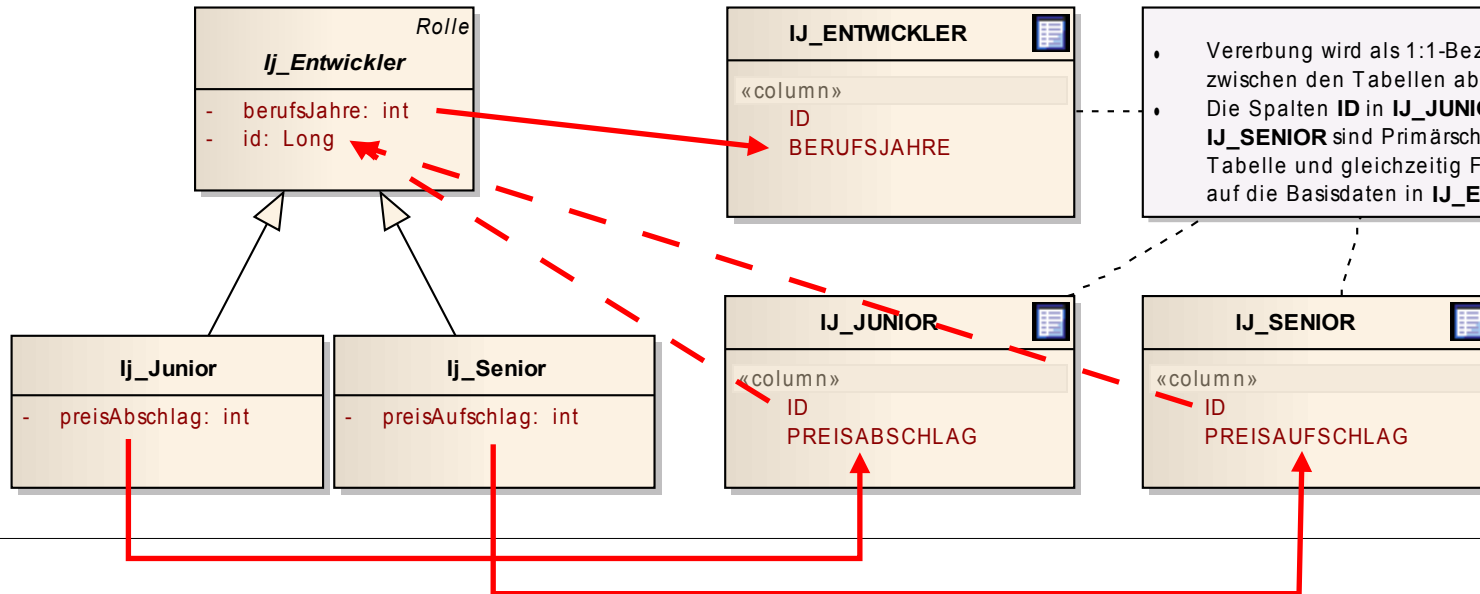 Rolle
Ij_Entwickler
- berufsJahre: int
- id: Long
IJ_ENTWICKLER
«column»
ID
BERUFSJAHRE
• Vererbung wird als 1:1-Bez
zwischen den Tabellen ab
• Die Spalten ID in IJ_JUNI
IJ_SENIOR sind Primärsch
Tabelle und gleichzeitig F
auf die Basisdaten in IJ_E
Ij_Junior
- preisAbschlag: int
Ij_Senior
- preisAufschlag: int
IJ_JUNIOR
«column»
ID
PREISABSCHLAG
IJ_SENIOR
«column»
ID
PREISAUFSCHLAG